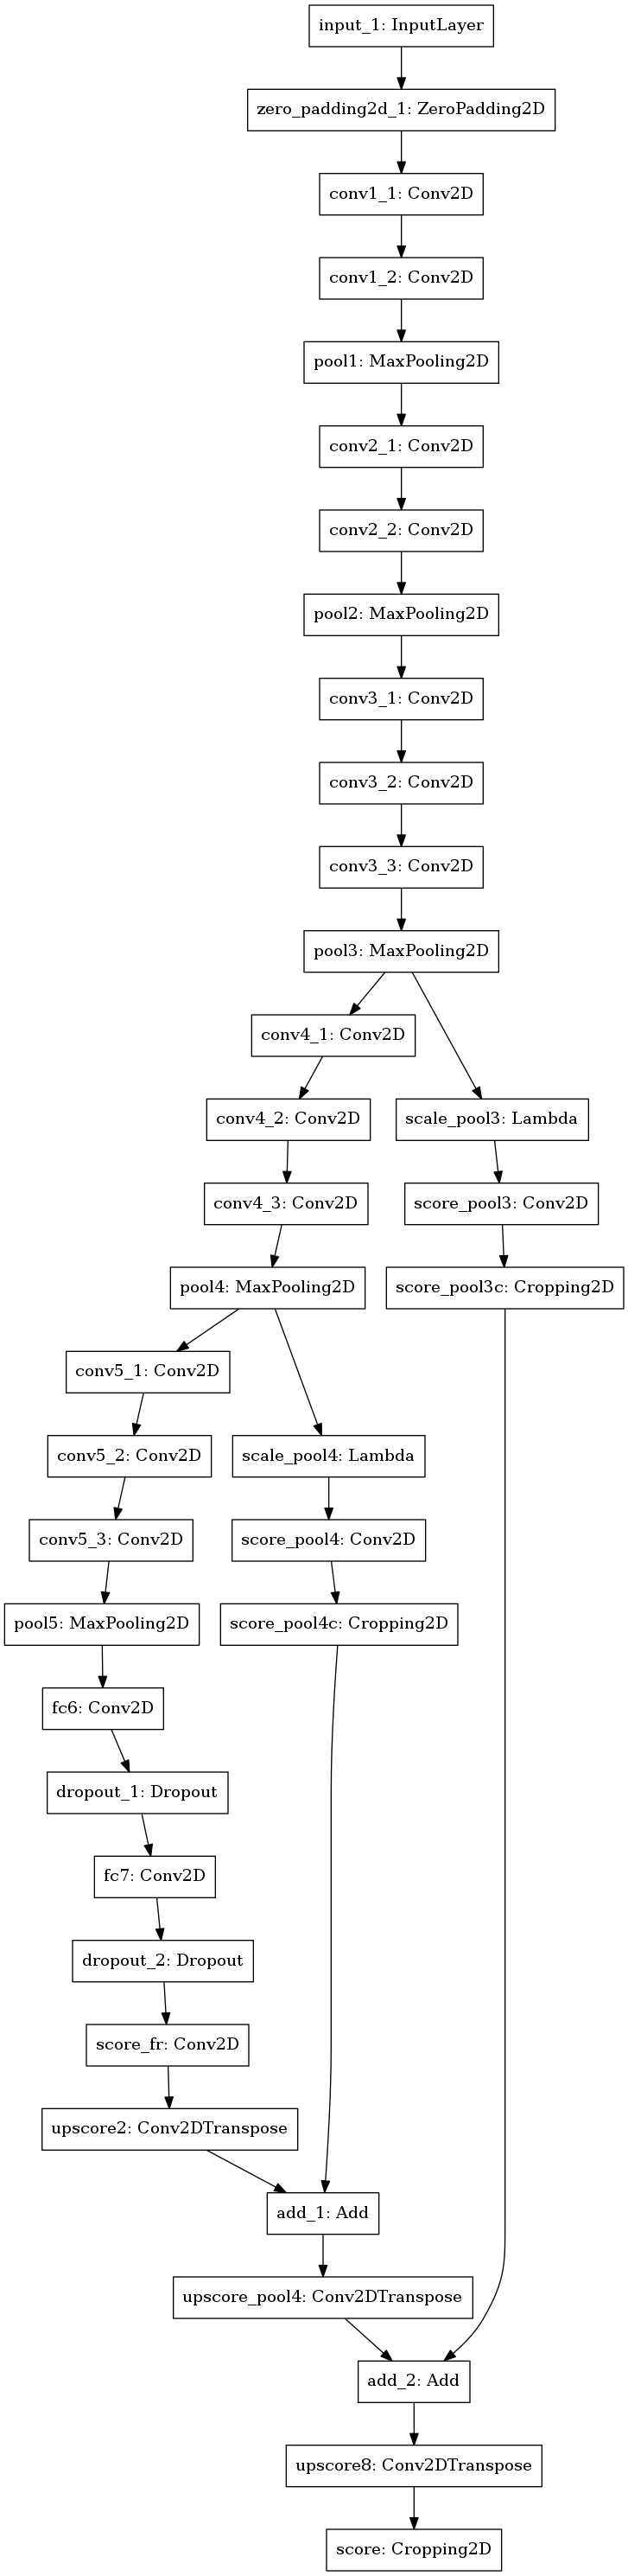 input_1: InputLayer
zero_padding2d_1: ZeroPadding2D
conv1_1: Conv2D
conv1_2: Conv2D
pool1: MaxPooling2D
conv2_1: Conv2D
conv2_2: Conv2D
pool2: MaxPooling2D
conv3_1: Conv2D
conv3_2: Conv2D
conv3_3: Conv2D
pool3: MaxPooling2D
conv4_1: Conv2D
conv4_2: Conv2D
scale_pool3: Lambda
conv4_3: Conv2D
score_pool3: Conv2D
pool4: MaxPooling2D
score_pool3c: Cropping2D
conv5_1: Conv2D
conv5_2: Conv2D
scale_pool4: Lambda
conv5_3: Conv2D
score_pool4: Conv2D
pool5: MaxPooling2D
score_pool4c: Cropping2D
fc6: Conv2D
dropout_1: Dropout
fc7: Conv2D
dropout_2: Dropout
score_fr: Conv2D
upscore2: Conv2DTranspose
add_1: Add
upscore_pool4: Conv2DTranspose
add_2: Add
upscore8: Conv2DTranspose
score: Cropping2D